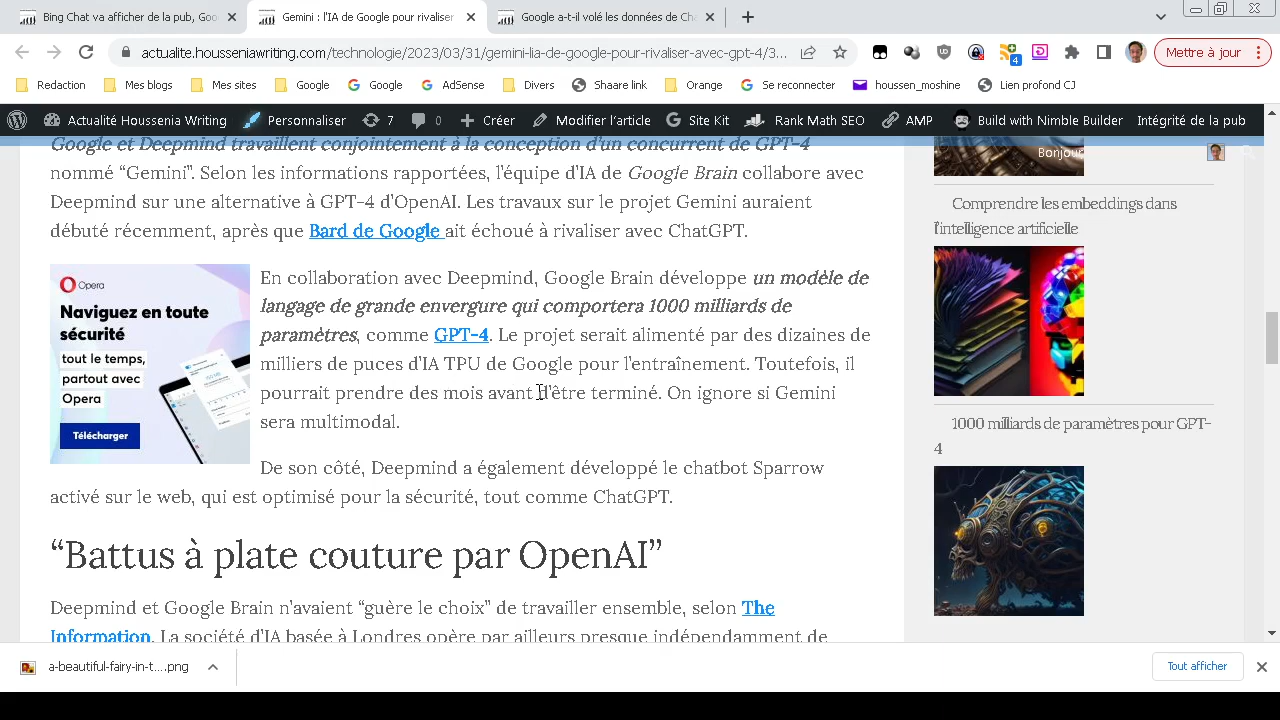 Bing Chat va afficher de la pub, Goo
Gemini : l'IA de Google pour rivaliser
Google a-t-il volé les données de Cha
actualite.housseniawriting.com/technologie/2023/03/31/gemini-lia-de-google-pour-rivaliser-avec-gpt-4/3...
4
Mettre à jour
Redaction
Mes blogs
Mes sites
Google
Google
AdSense
Divers
Shaare link
Orange
Se reconnecter
houssen_moshine
Lien profond CJ
Actualité Houssenia Writing
Personnaliser
7
0
Créer
Modifier l'article
Site Kit
Rank Math SEO
AMP
Build with Nimble Builder
Intégrité de la pub
Bonjour
Google et Deepmind travaillent conjointement à la conception d'un concurrent de GPT-4
nommé “Gemini”. Selon les informations rapportées, l'équipe d'IA de Google Brain collabore avec
Deepmind sur une alternative à GPT-4 d'OpenAI. Les travaux sur le projet Gemini auraient
débuté récemment, après que Bard de Google ait échoué à rivaliser avec ChatGPT.
Opera
Naviguez en toute
sécurité
tout le temps,
partout avec
Opera
Télécharger
En collaboration avec Deepmind, Google Brain développe un modèle de
langage de grande envergure qui comportera 1000 milliards de
paramètres, comme GPT-4. Le projet serait alimenté par des dizaines de
milliers de puces d'IA TPU de Google pour l'entraînement. Toutefois, il
pourrait prendre des mois avant d'être terminé. On ignore si Gemini
sera multimodal.
De son côté, Deepmind a également développé le chatbot Sparrow
activé sur le web, qui est optimisé pour la sécurité, tout comme ChatGPT.
“Battus à plate couture par OpenAI”
Deepmind et Google Brain n'avaient “guère le choix” de travailler ensemble, selon The
Information. La société d'IA basée à Londres opère par ailleurs presque indépendamment de
Comprendre les embeddings dans
l'intelligence artificielle
1000 milliards de paramètres pour GPT-
4
a-beautiful-fairy-in-t....png
Tout afficher